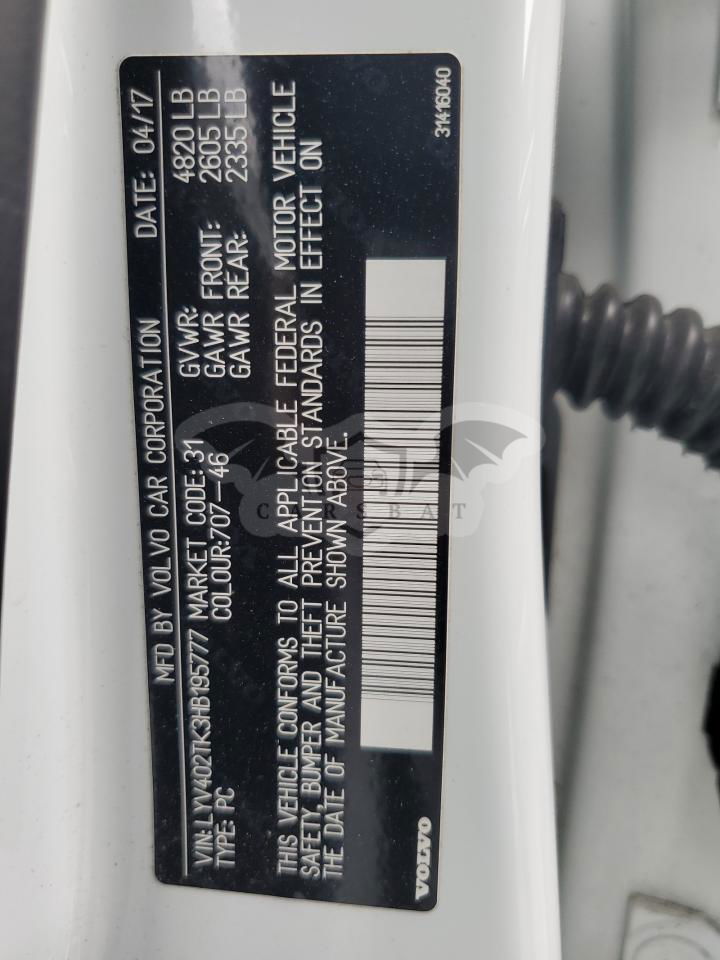 MFD BY VOLVO CAR CORPORATION DATE: 04/17
VIN: LYV402TK3HB195777 MARKET CODE: 31 GVWR: 4820 LB
TYPE: PC COLOUR:707-46 GAWR FRONT: 2605 LB
GAWR REAR: 2335 LB
THIS VEHICLE CONFORMS TO ALL APPLICABLE FEDERAL MOTOR VEHICLE
SAFETY, BUMPER AND THEFT PREVENTION STANDARDS IN EFFECT ON
THE DATE OF MANUFACTURE SHOWN ABOVE.
CARSBAT
VOLVO 31416040